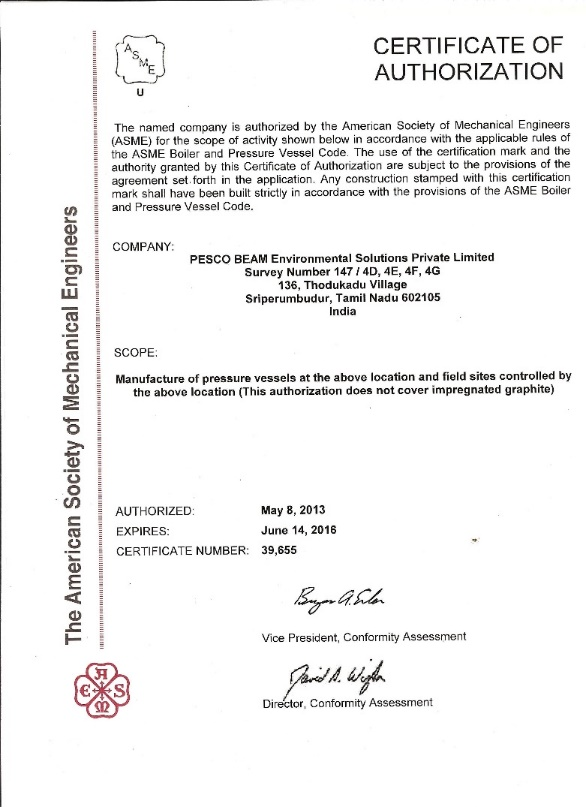 ASME
U
CERTIFICATE OF
AUTHORIZATION
The named company is authorized by the American Society of Mechanical Engineers
(ASME) for the scope of activity shown below in accordance with the applicable rules of
the ASME Boiler and Pressure Vessel Code. The use of the certification mark and the
authority granted by this Certificate of Authorization are subject to the provisions of the
agreement set forth in the application. Any construction stamped with this certification
mark shall have been built strictly in accordance with the provisions of the ASME Boiler
and Pressure Vessel Code.
The American Society of Mechanical Engineers
COMPANY:
PESCO BEAM Environmental Solutions Private Limited
Survey Number 147 / 4D, 4E, 4F, 4G
136, Thodukadu Village
Sriperumbudur, Tamil Nadu 602105
India
SCOPE:
Manufacture of pressure vessels at the above location and field sites controlled by
the above location (This authorization does not cover impregnated graphite)
AUTHORIZED: May 8, 2013
EXPIRES: June 14, 2016
CERTIFICATE NUMBER: 39,655
Vice President, Conformity Assessment
David A.
Director, Conformity Assessment
ASME